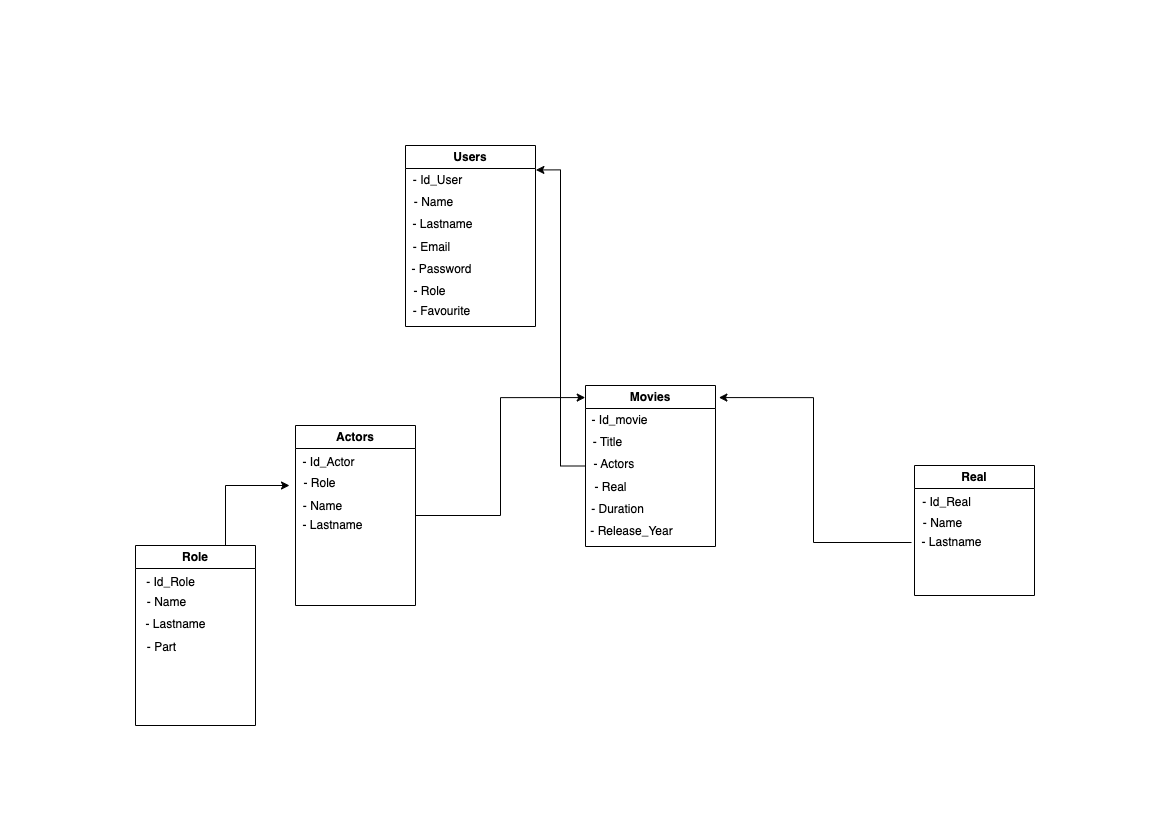 Users
- Id_User
- Name
- Lastname
- Email
- Password
- Role
- Favourite
Movies
- Id_movie
- Title
- Actors
- Real
- Duration
- Release_Year
Actors
- Id_Actor
- Role
- Name
- Lastname
Real
- Id_Real
- Name
- Lastname
Role
- Id_Role
- Name
- Lastname
- Part